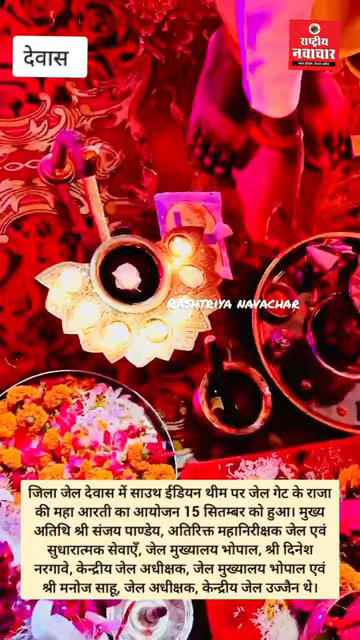 देवास
राष्ट्रीय
नवाचार
RASHTRIYA NAVACHAR
जिला जेल देवास में साउथ ईंडियन थीम पर जेल गेट के राजा
की महा आरती का आयोजन 15 सितम्बर को हुआ। मुख्य
अतिथि श्री संजय पाण्डेय, अतिरिक्त महानिरीक्षक जेल एवं
सुधारात्मक सेवाएँ, जेल मुख्यालय भोपाल, श्री दिनेश
नरगावे, केन्द्रीय जेल अधीक्षक, जेल मुख्यालय भोपाल एवं
श्री मनोज साहू, जेल अधीक्षक, केन्द्रीय जेल उज्जैन थे।